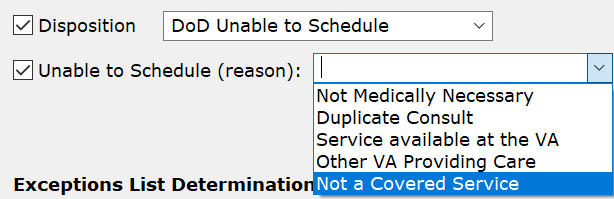 Disposition DoD Unable to Schedule
Unable to Schedule (reason):
Not Medically Necessary
Duplicate Consult
Service available at the VA
Other VA Providing Care
Not a Covered Service
Exceptions List Determination